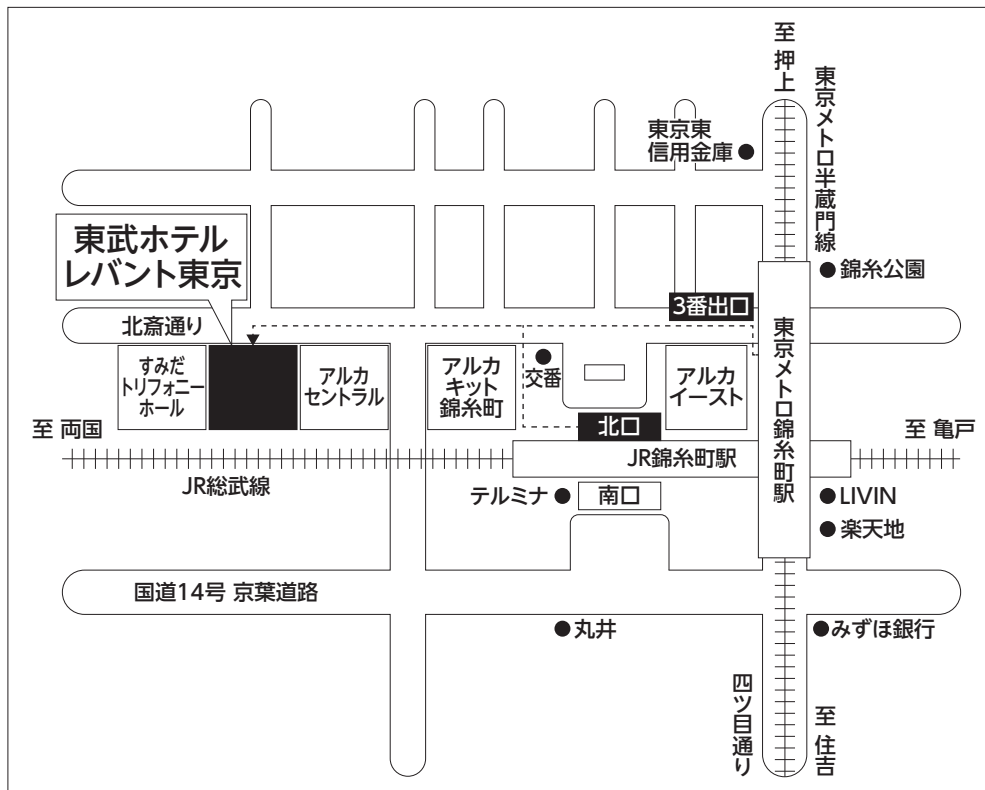 至 押上
東京メトロ半蔵門線
東京東
信用金庫
東武ホテル
レバント東京
錦糸公園
3番出口
北斎通り
すみだ
トリフォニー
ホール
アルカ
セントラル
アルカ
キット
錦糸町
交番
アルカ
イースト
東京メトロ錦糸町駅
至 両国
北口
至 亀戸
JR錦糸町駅
JR総武線
テルミナ
南口
LIVIN
楽天地
国道14号 京葉道路
丸井
みずほ銀行
四ツ目通り
至 住吉